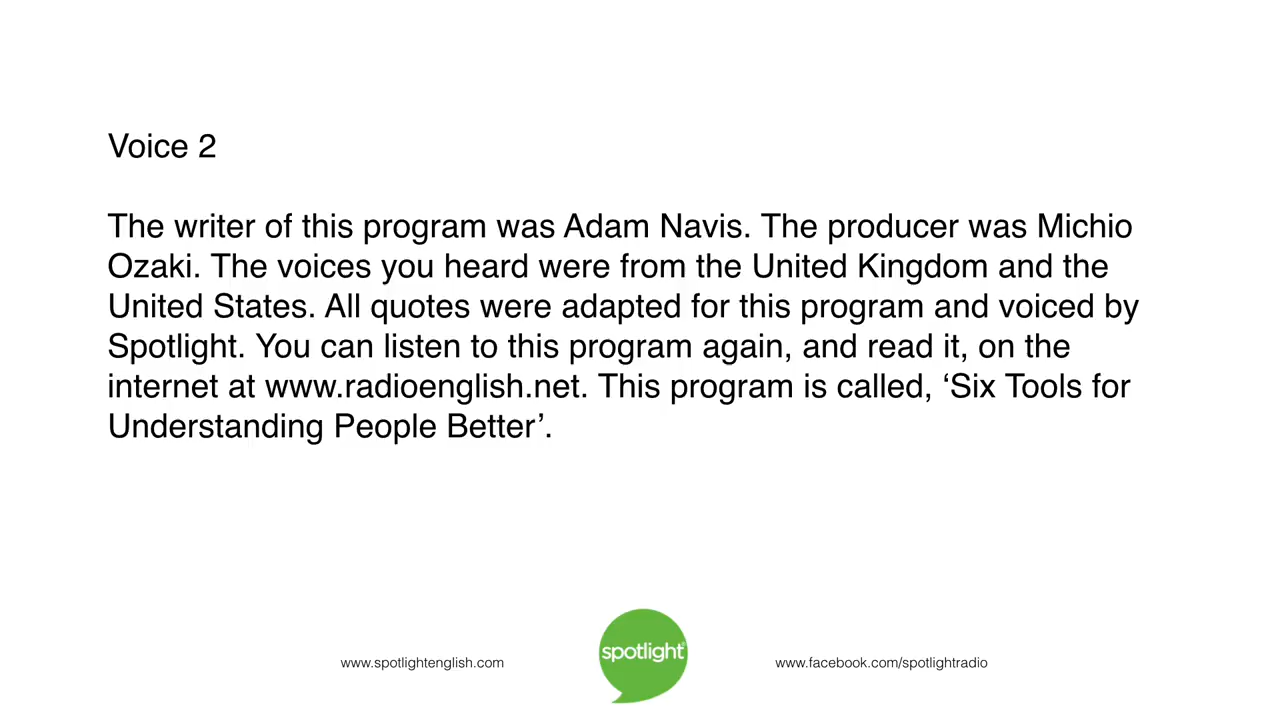 Voice 2
The writer of this program was Adam Navis. The producer was Michio
Ozaki. The voices you heard were from the United Kingdom and the
United States. All quotes were adapted for this program and voiced by
Spotlight. You can listen to this program again, and read it, on the
internet at www.radioenglish.net. This program is called, ‘Six Tools for
Understanding People Better’.
www.spotlightenglish.com
spotlight®
www.facebook.com/spotlightradio